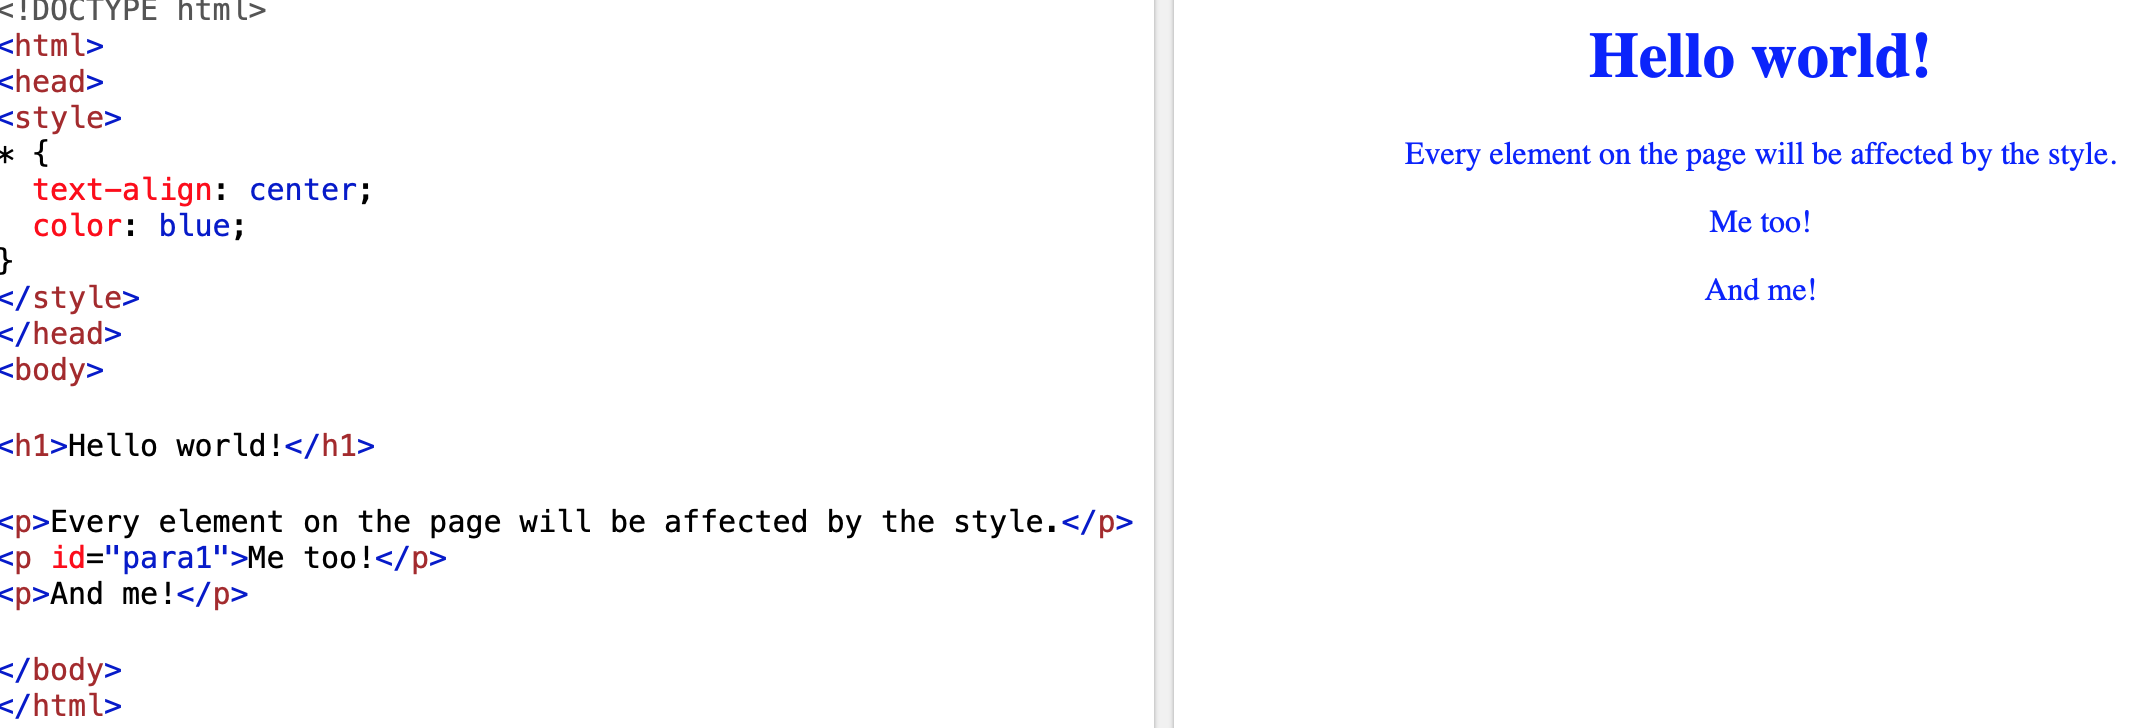 <!DOCTYPE html>
<html>
<head>
<style>
* {
  text-align: center;
  color: blue;
}
</style>
</head>
<body>

<h1>Hello world!</h1>

<p>Every element on the page will be affected by the style.</p>
<p id="para1">Me too!</p>
<p>And me!</p>

</body>
</html>
Hello world!
Every element on the page will be affected by the style.
Me too!
And me!